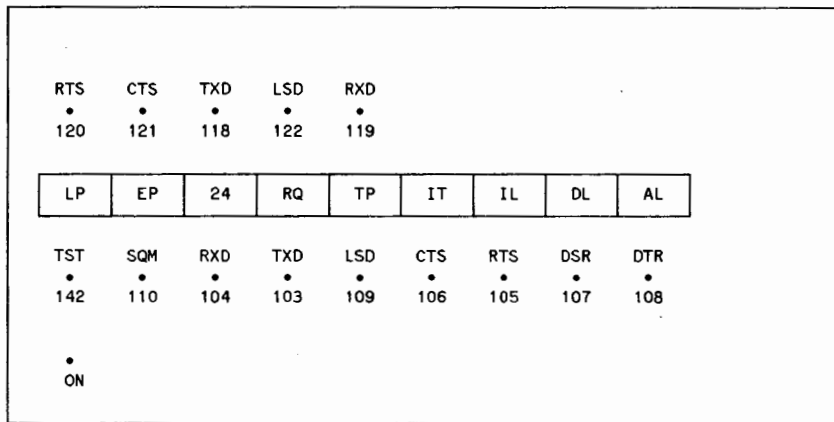 RTS CTS TXD LSD RXD
120 121 118 122 119
LP EP 24 RQ TP IT IL DL AL
TST SQM RXD TXD LSD CTS RTS DSR DTR
142 110 104 103 109 106 105 107 108
ON